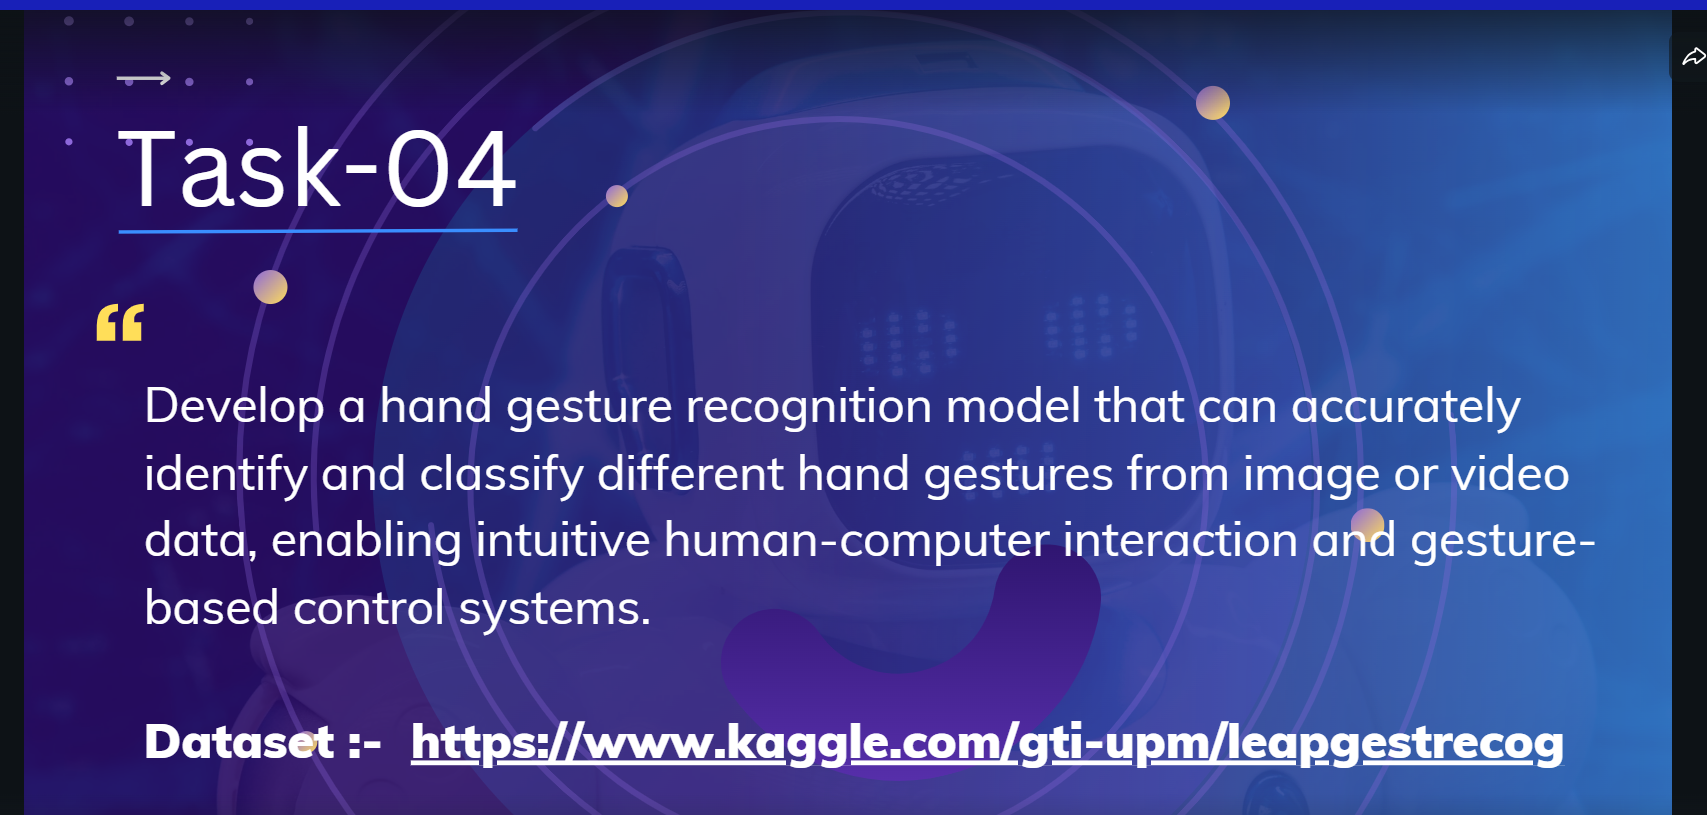 Task-04
“
Develop a hand gesture recognition model that can accurately
identify and classify different hand gestures from image or video
data, enabling intuitive human-computer interaction and gesture-
based control systems.
Dataset :- https://www.kaggle.com/gti-upm/leapgestrecog